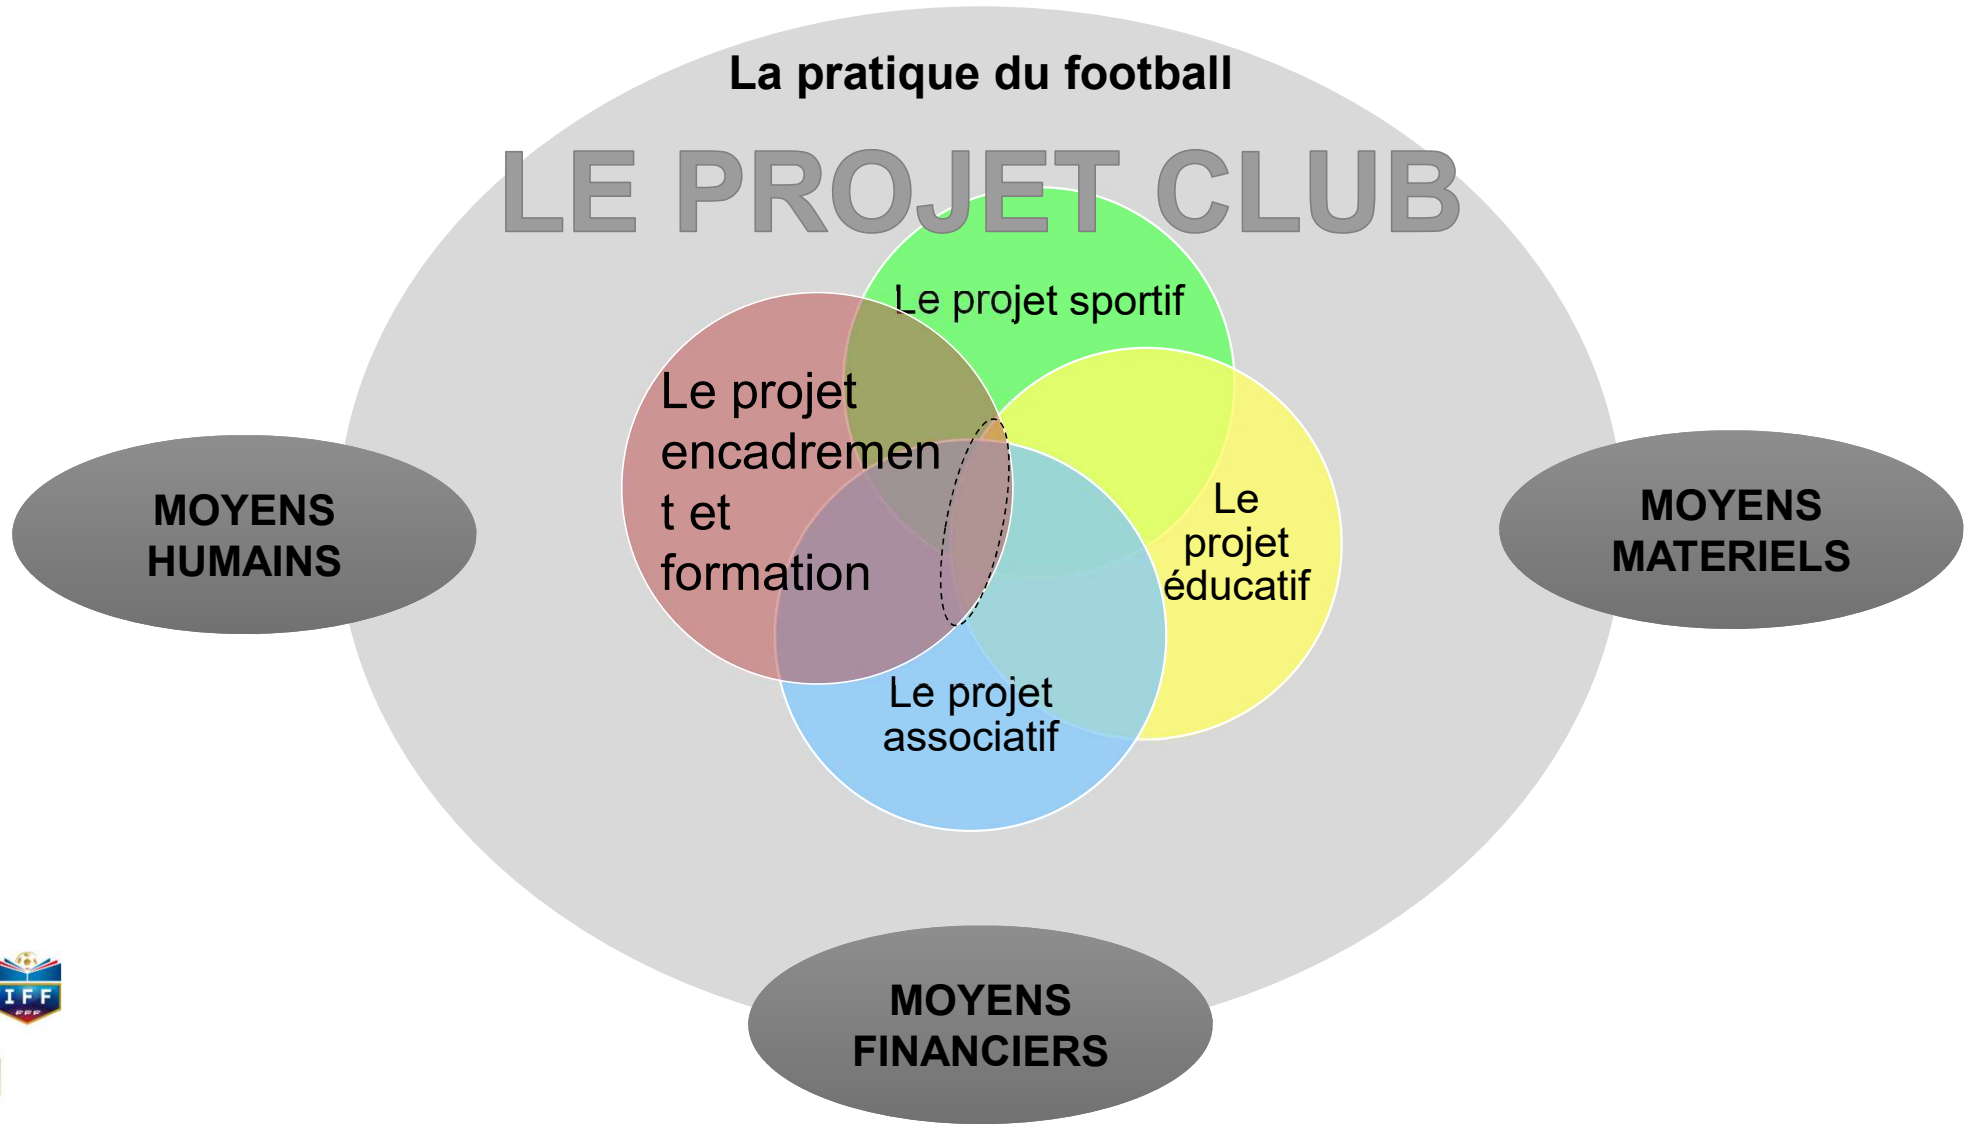 La pratique du football
LE PROJET CLUB
Le projet sportif
Le projet
encadremen
t et
formation
Le
projet
éducatif
Le projet
associatif
MOYENS
HUMAINS
MOYENS
MATERIELS
MOYENS
FINANCIERS
IFF
FFF